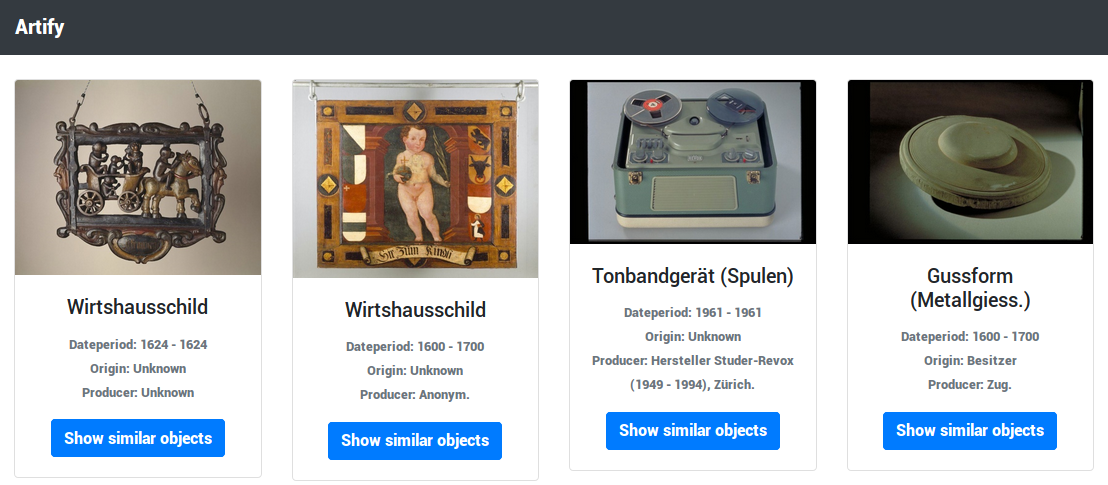 Artify
Wirtshausschild
Dateperiod: 1624 - 1624
Origin: Unknown
Producer: Unknown
Show similar objects
Zum Kindli
Wirtshausschild
Dateperiod: 1600 - 1700
Origin: Unknown
Producer: Anonym.
Show similar objects
Tonbandgerät (Spulen)
Dateperiod: 1961 - 1961
Origin: Unknown
Producer: Hersteller Studer-Revox
(1949 - 1994), Zürich.
Show similar objects
Gussform
(Metallgiess.)
Dateperiod: 1600 - 1700
Origin: Besitzer
Producer: Zug.
Show similar objects